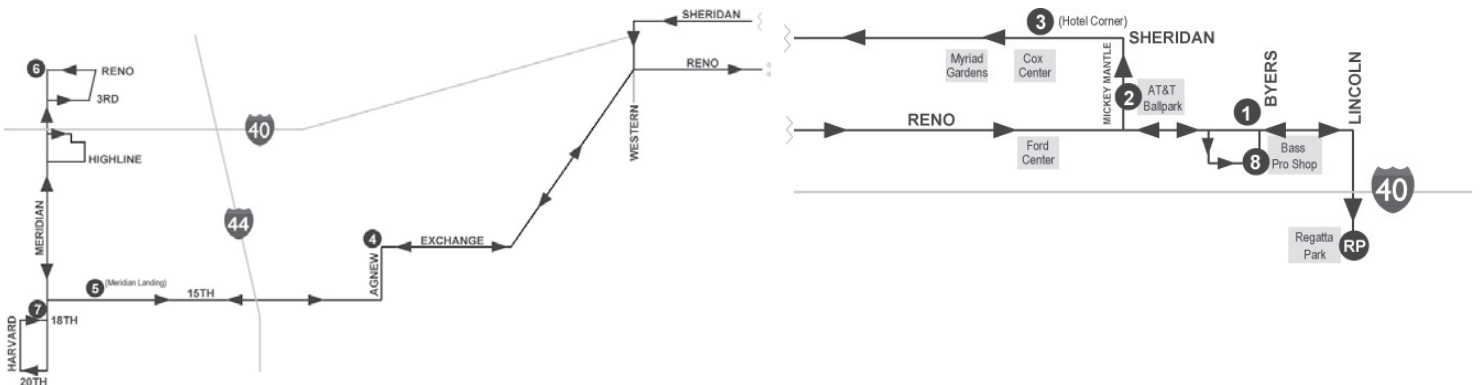 SHERIDAN
6
RENO
RENO
3RD
40
WESTERN
HIGHLINE
MERIDIAN
44
4
EXCHANGE
AGNEW
5
(Meridian Landing)
15TH
7
18TH
HARVARD
20TH
3
(Hotel Corner)
SHERIDAN
Myriad
Gardens
Cox
Center
MICKEY MANTLE
2
AT&T
Ballpark
1
BYERS
LINCOLN
RENO
Ford
Center
8
Bass
Pro Shop
40
Regatta
Park
RP